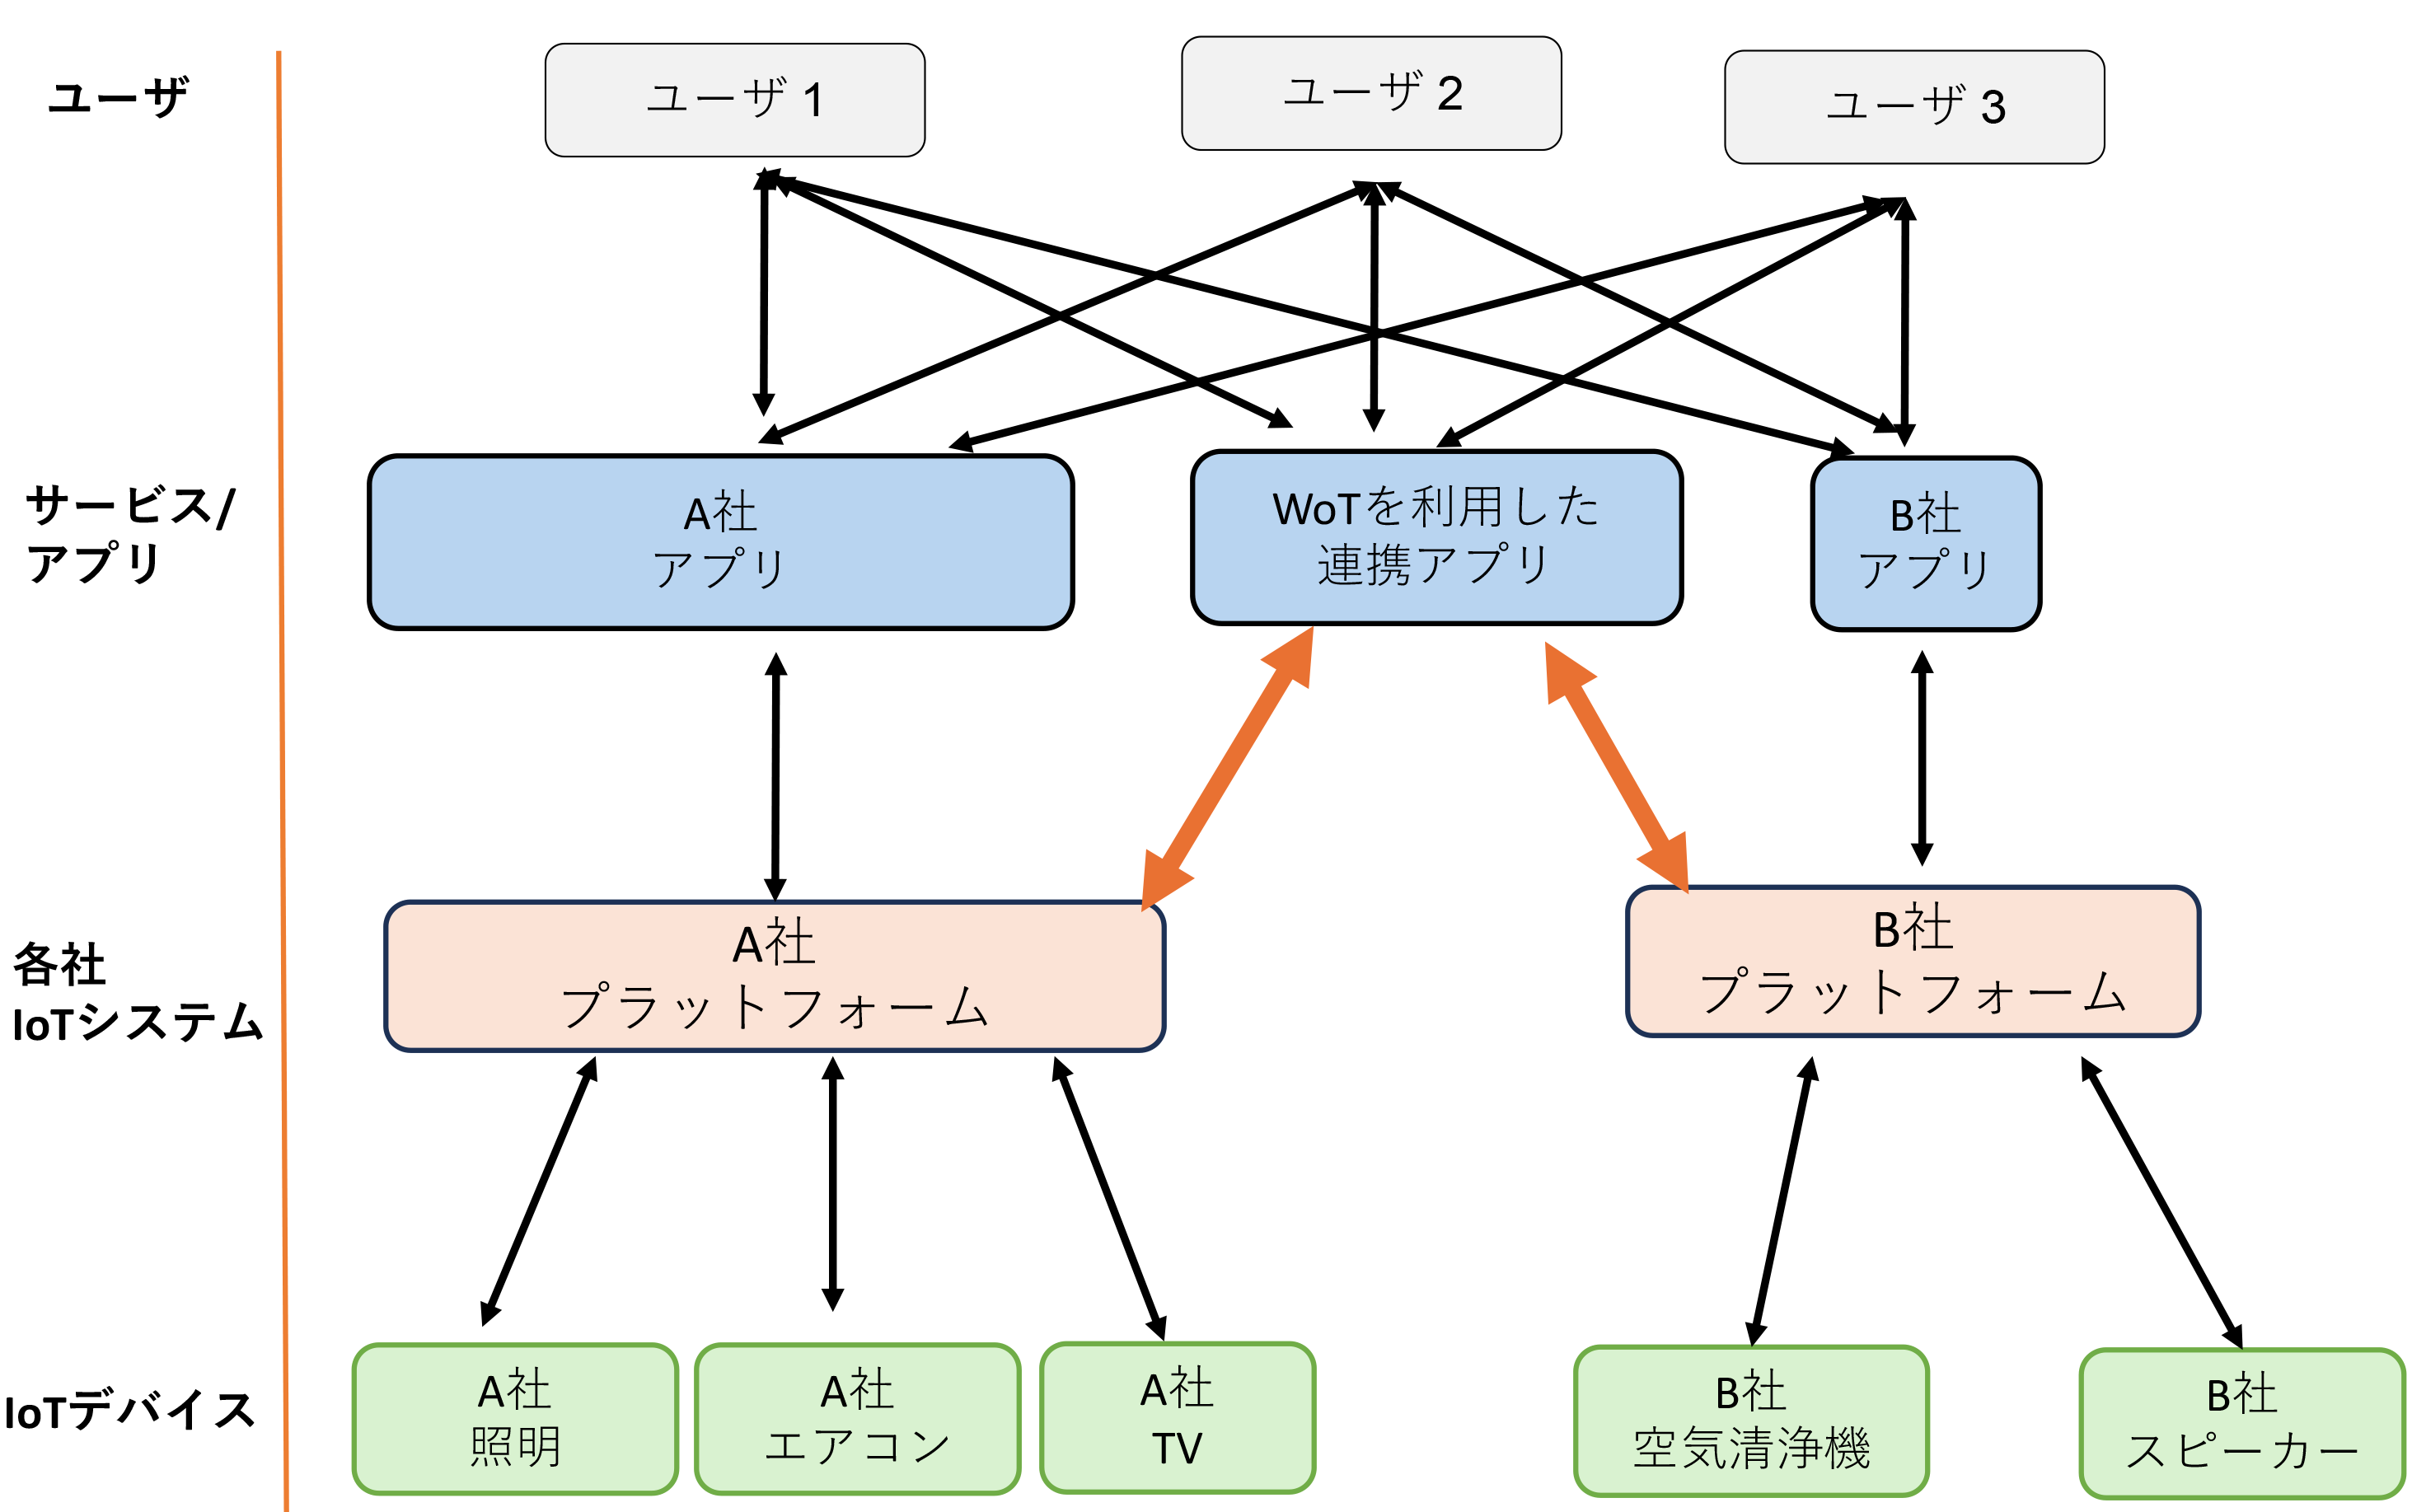 ユーザ
ユーザ 1
ユーザ 2
ユーザ 3
サービス/
アプリ
A社
アプリ
WoTを利用した
連携アプリ
B社
アプリ
各社
IoTシステム
A社
プラットフォーム
B社
プラットフォーム
IoTデバイス
A社
照明
A社
エアコン
A社
TV
B社
空気清浄機
B社
スピーカー